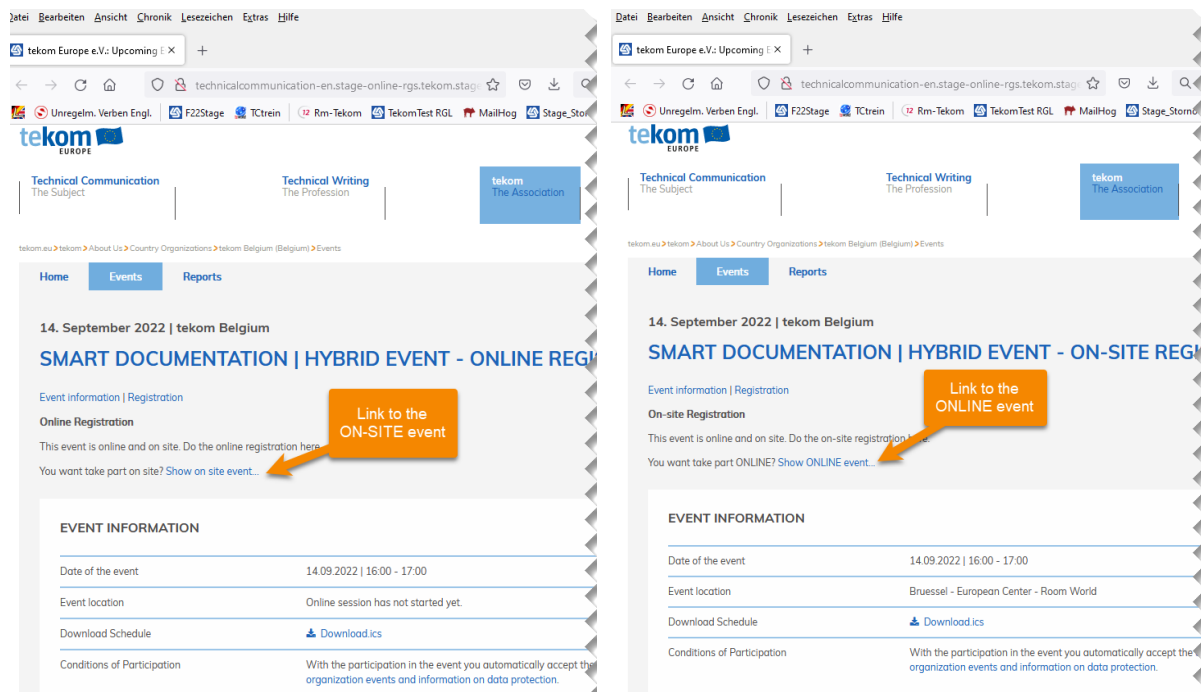 Datei Bearbeiten Ansicht Chronik Lesezeichen Extras Hilfe
tekom Europe e.V.: Upcoming E
technicalcommunication-en.stage-online-rgs.tekom.stage
Unregelm. Verben Engl. F22Stage TCtrein Rm-Tekom TekomTest RGL MailHog Stage_Storno
tekom
EUROPE
Technical Communication
The Subject
Technical Writing
The Profession
tekom
The Association
tekom.eu > tekom > About Us > Country Organizations > tekom Belgium (Belgium) > Events
Home Events Reports
14. September 2022 | tekom Belgium
SMART DOCUMENTATION | HYBRID EVENT - ONLINE REGI
Event information | Registration
Online Registration
This event is online and on site. Do the online registration here
You want take part on site? Show on site event...
Link to the
ON-SITE event
EVENT INFORMATION
Date of the event 14.09.2022 | 16:00 - 17:00
Event location Online session has not started yet.
Download Schedule Download.ics
Conditions of Participation With the participation in the event you automatically accept the
organization events and information on data protection.
Datei Bearbeiten Ansicht Chronik Lesezeichen Extras Hilfe
tekom Europe e.V.: Upcoming E
technicalcommunication-en.stage-online-rgs.tekom.stage
Unregelm. Verben Engl. F22Stage TCtrein Rm-Tekom TekomTest RGL MailHog Stage_Storno
tekom
EUROPE
Technical Communication
The Subject
Technical Writing
The Profession
tekom
The Association
tekom.eu > tekom > About Us > Country Organizations > tekom Belgium (Belgium) > Events
Home Events Reports
14. September 2022 | tekom Belgium
SMART DOCUMENTATION | HYBRID EVENT - ON-SITE REGI
Event information | Registration
On-site Registration
This event is online and on site. Do the on-site registration here.
You want take part ONLINE? Show ONLINE event...
Link to the
ONLINE event
EVENT INFORMATION
Date of the event 14.09.2022 | 16:00 - 17:00
Event location Bruessel - European Center - Room World
Download Schedule Download.ics
Conditions of Participation With the participation in the event you automatically accept the
organization events and information on data protection.